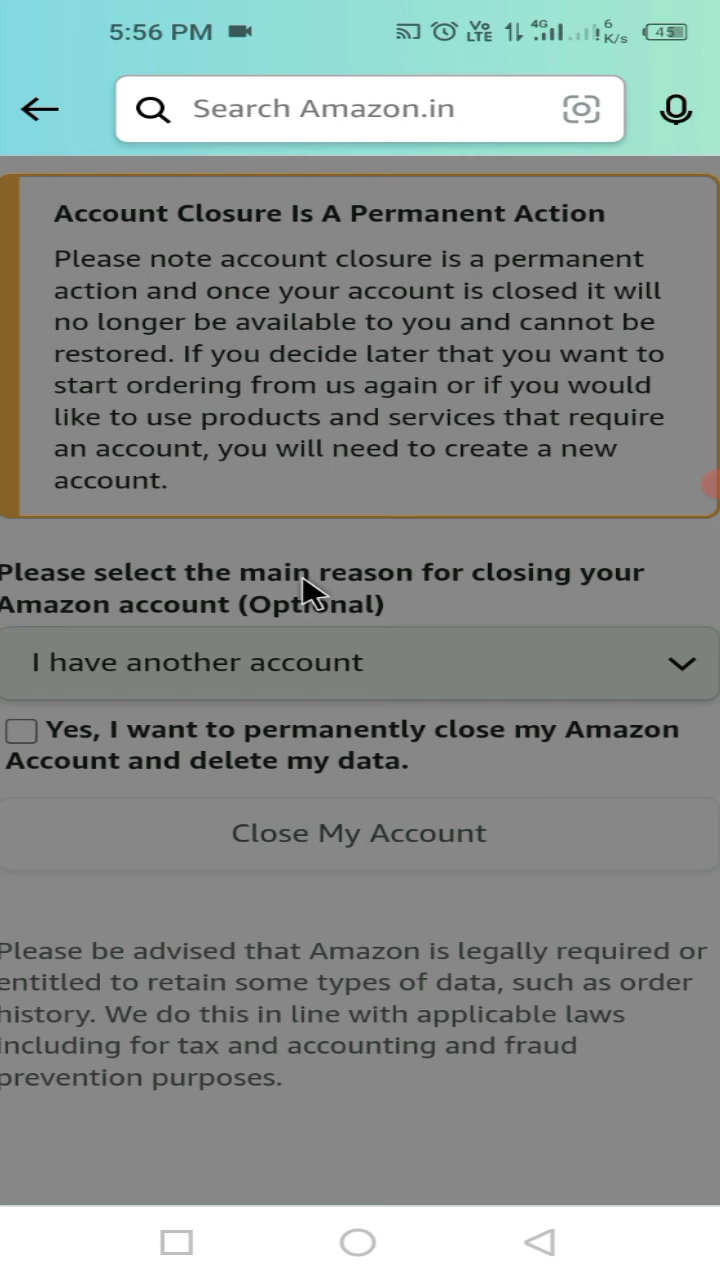 5:56 PM
Vo
LTE
4G
6
K/s
45
Search Amazon.in
Account Closure Is A Permanent Action
Please note account closure is a permanent
action and once your account is closed it will
no longer be available to you and cannot be
restored. If you decide later that you want to
start ordering from us again or if you would
like to use products and services that require
an account, you will need to create a new
account.
Please select the main reason for closing your
Amazon account (Optional)
I have another account
Yes, I want to permanently close my Amazon
Account and delete my data.
Close My Account
Please be advised that Amazon is legally required or
entitled to retain some types of data, such as order
history. We do this in line with applicable laws
including for tax and accounting and fraud
prevention purposes.